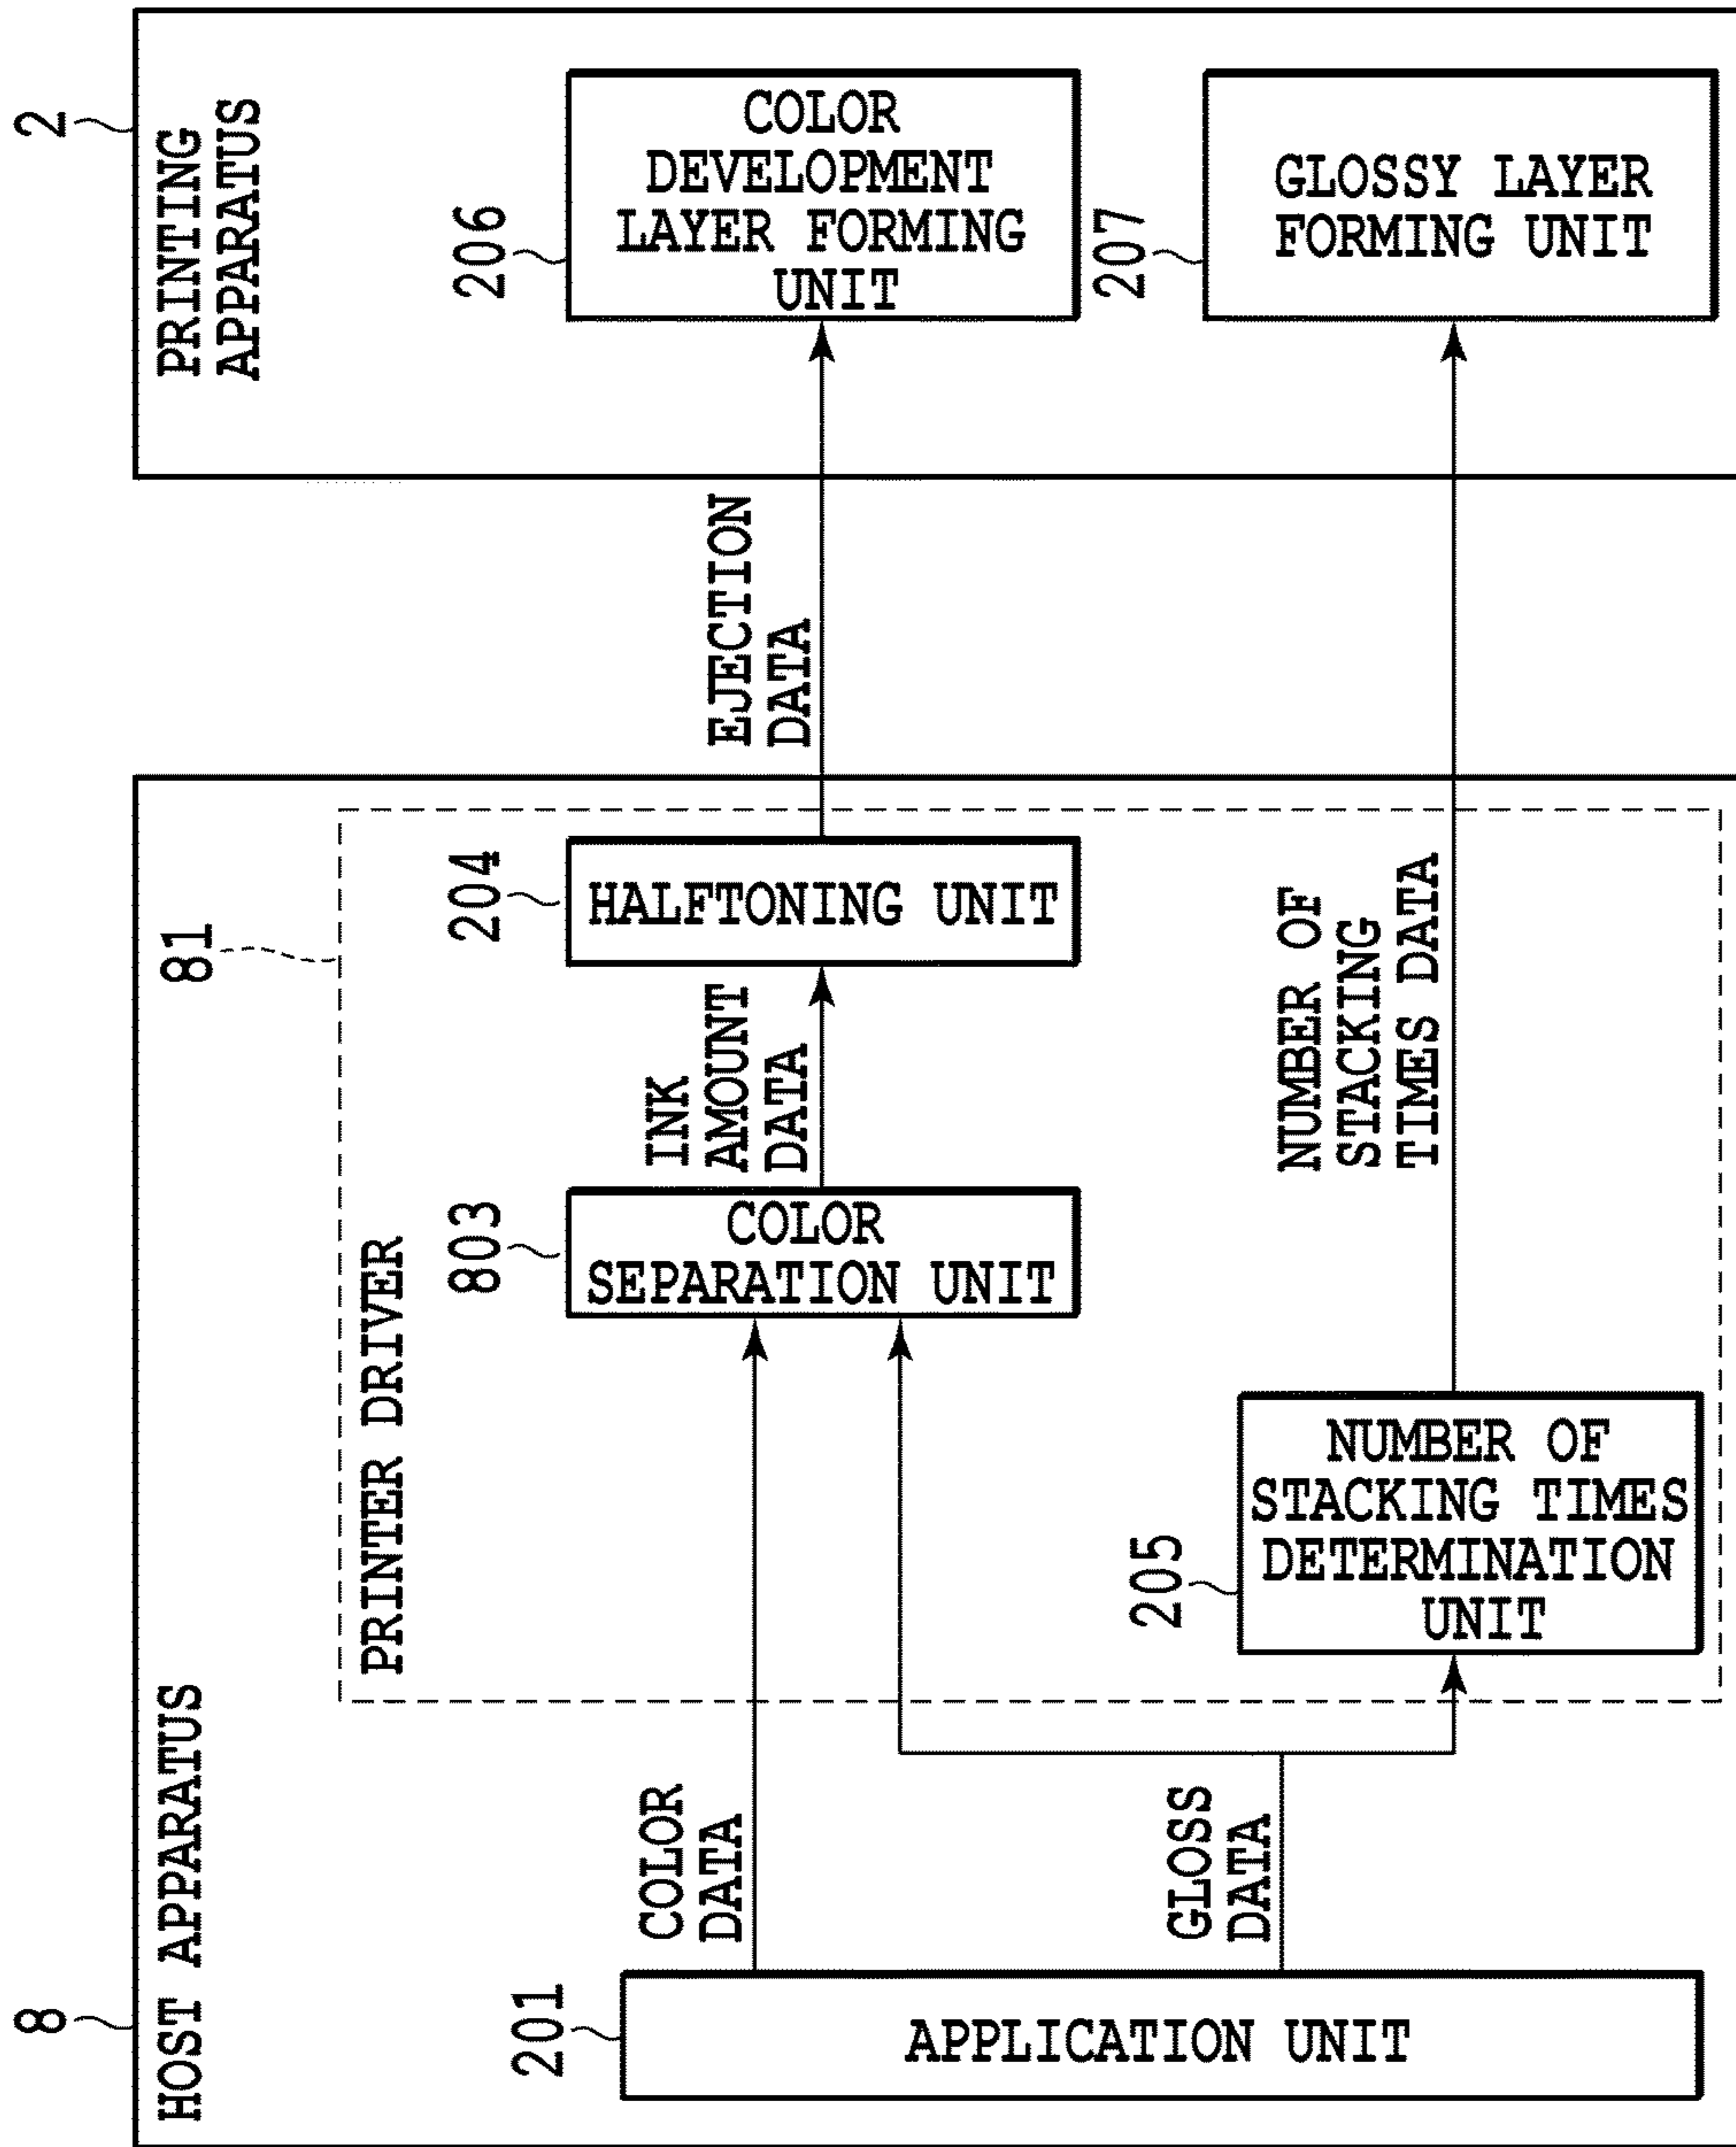 8
HOST APPARATUS
201
APPLICATION UNIT
COLOR
DATA
GLOSS
DATA
81
PRINTER DRIVER
803
COLOR
SEPARATION UNIT
INK
AMOUNT
DATA
204
HALFTONING UNIT
205
NUMBER OF
STACKING TIMES
DETERMINATION
UNIT
NUMBER OF
STACKING
TIMES DATA
EJECTION
DATA
2
PRINTING
APPARATUS
206
COLOR
DEVELOPMENT
LAYER FORMING
UNIT
207
GLOSSY LAYER
FORMING UNIT